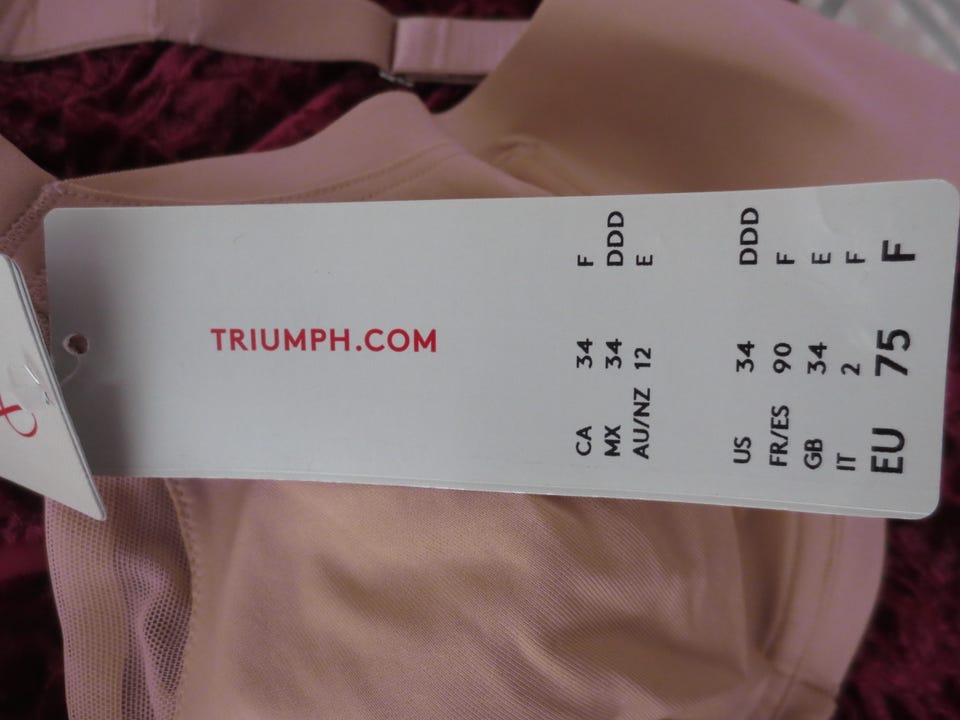 TRIUMPH.COM
CA 34 F
MX 34 DDD
AU/NZ 12 E
US 34 DDD
FR/ES 90 F
GB 34 E
IT 2 F
EU 75 F